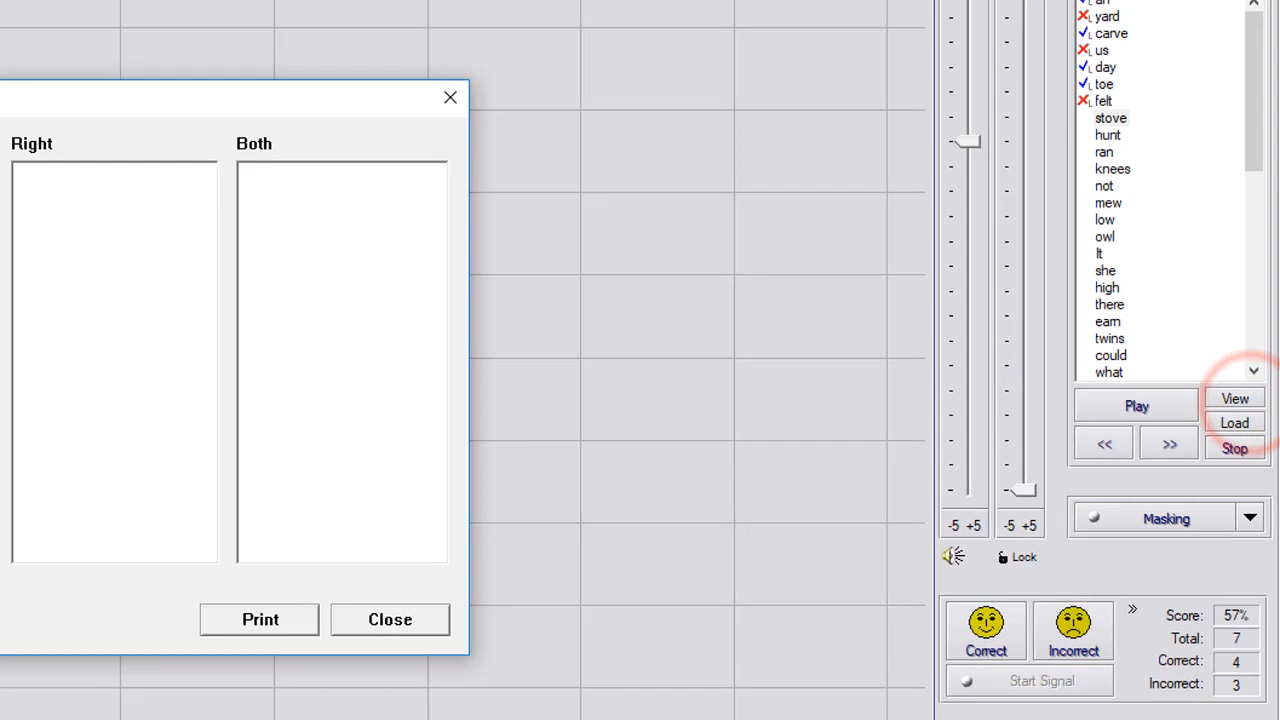 Right
Both
Print
Close
an
L yard
L carve
L us
L day
L toe
L felt
stove
hunt
ran
knees
not
mew
low
owl
It
she
high
there
earn
twins
could
what
Play
View
Load
<<
>>
Stop
-5 +5
-5 +5
Masking
Lock
Correct
Incorrect
»
Start Signal
Score: 57%
Total: 7
Correct: 4
Incorrect: 3